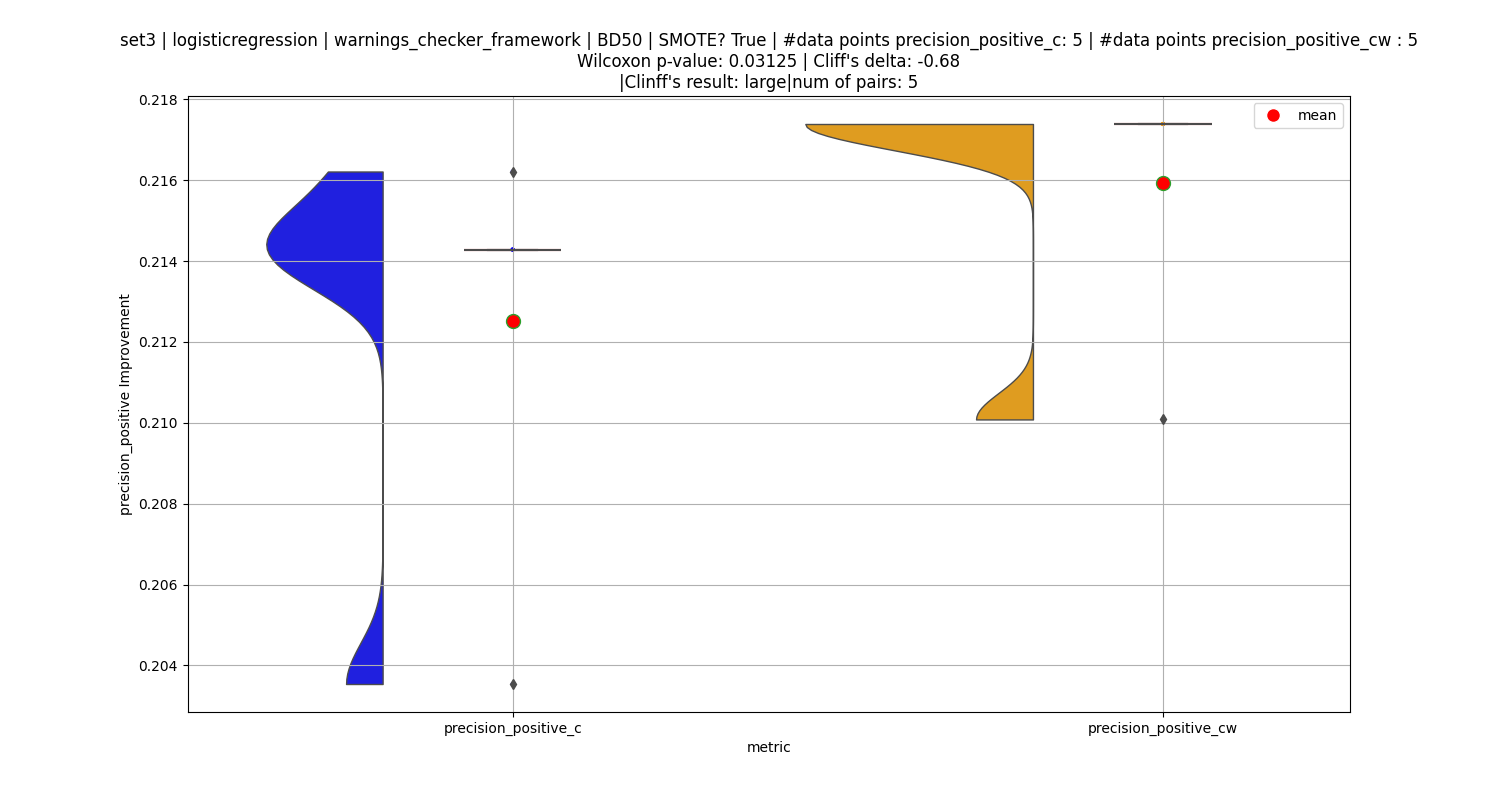 set3 | logisticregression | warnings_checker_framework | BD50 | SMOTE? True | #data points precision_positive_c: 5 | #data points precision_positive_cw : 5
Wilcoxon p-value: 0.03125 | Cliff's delta: -0.68
|Clinff's result: large|num of pairs: 5
mean
0.218
0.216
0.214
0.212
0.210
0.208
0.206
0.204
precision_positive Improvement
precision_positive_c
precision_positive_cw
metric